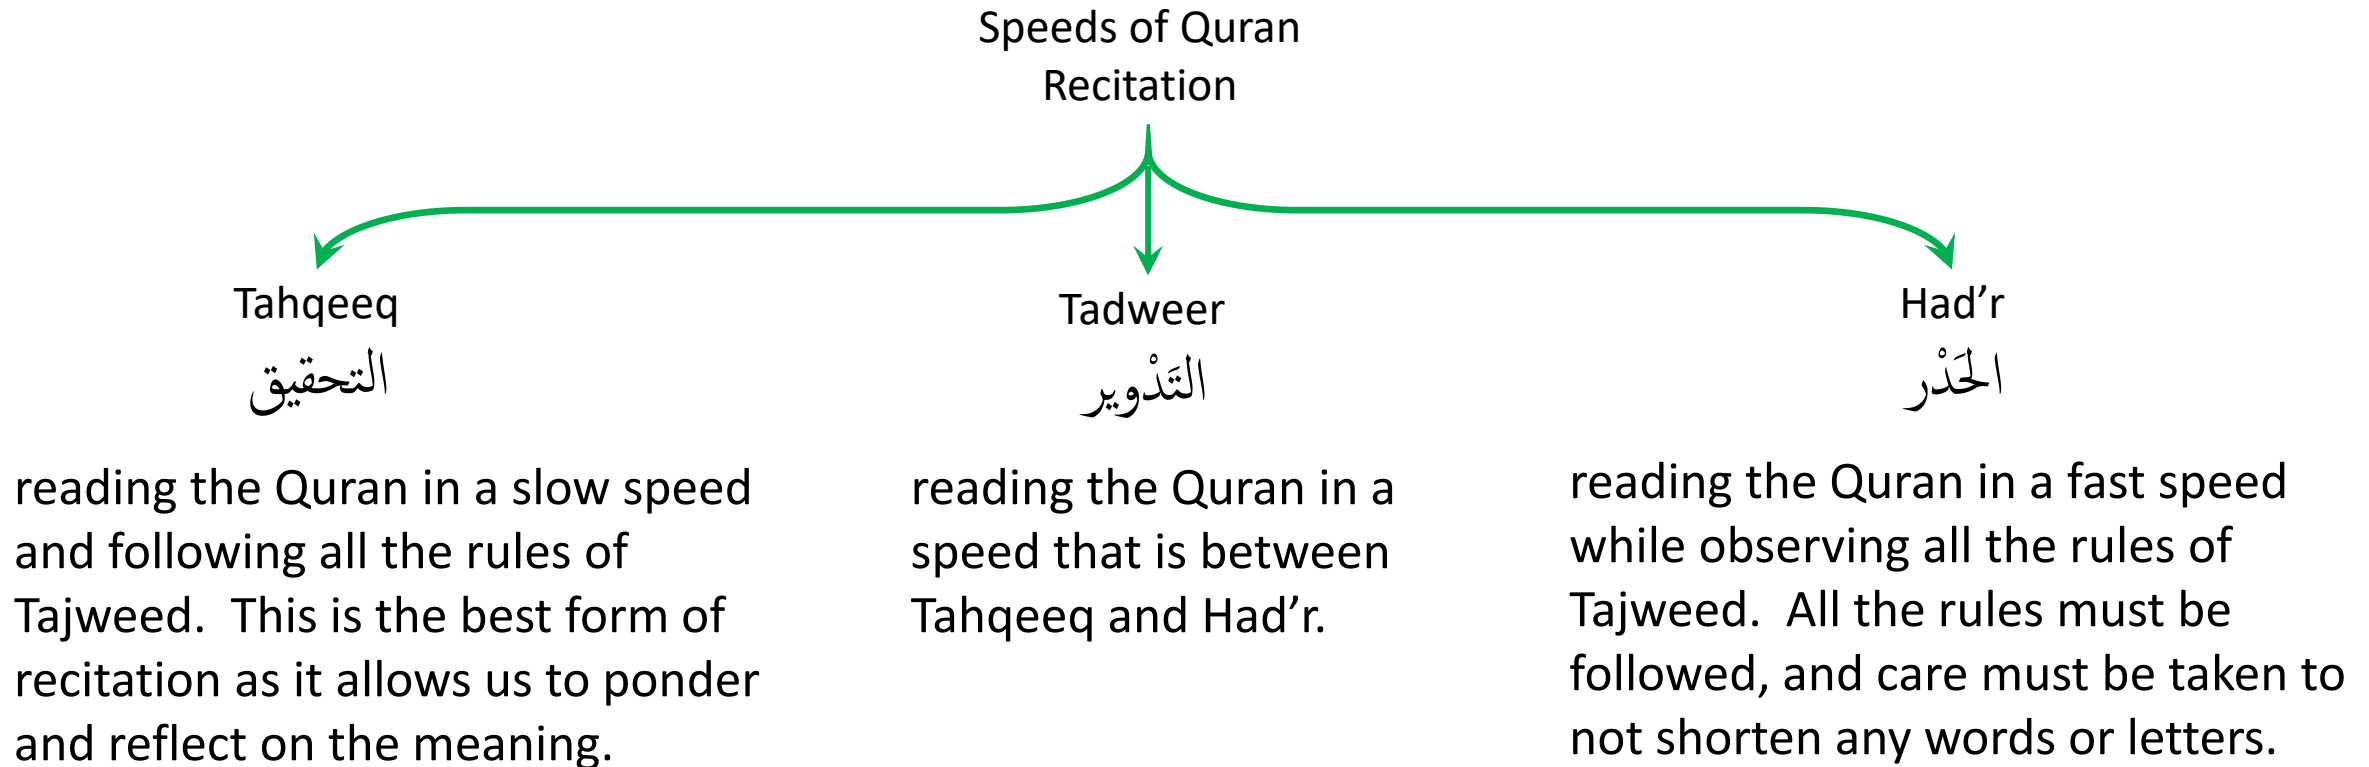 Speeds of Quran
Recitation
Tahqeeq
التحقيق
reading the Quran in a slow speed
and following all the rules of
Tajweed.  This is the best form of
recitation as it allows us to ponder
and reflect on the meaning.
Tadweer
التَدْوير
reading the Quran in a
speed that is between
Tahqeeq and Had’r.
Had’r
الحَدْر
reading the Quran in a fast speed
while observing all the rules of
Tajweed.  All the rules must be
followed, and care must be taken to
not shorten any words or letters.